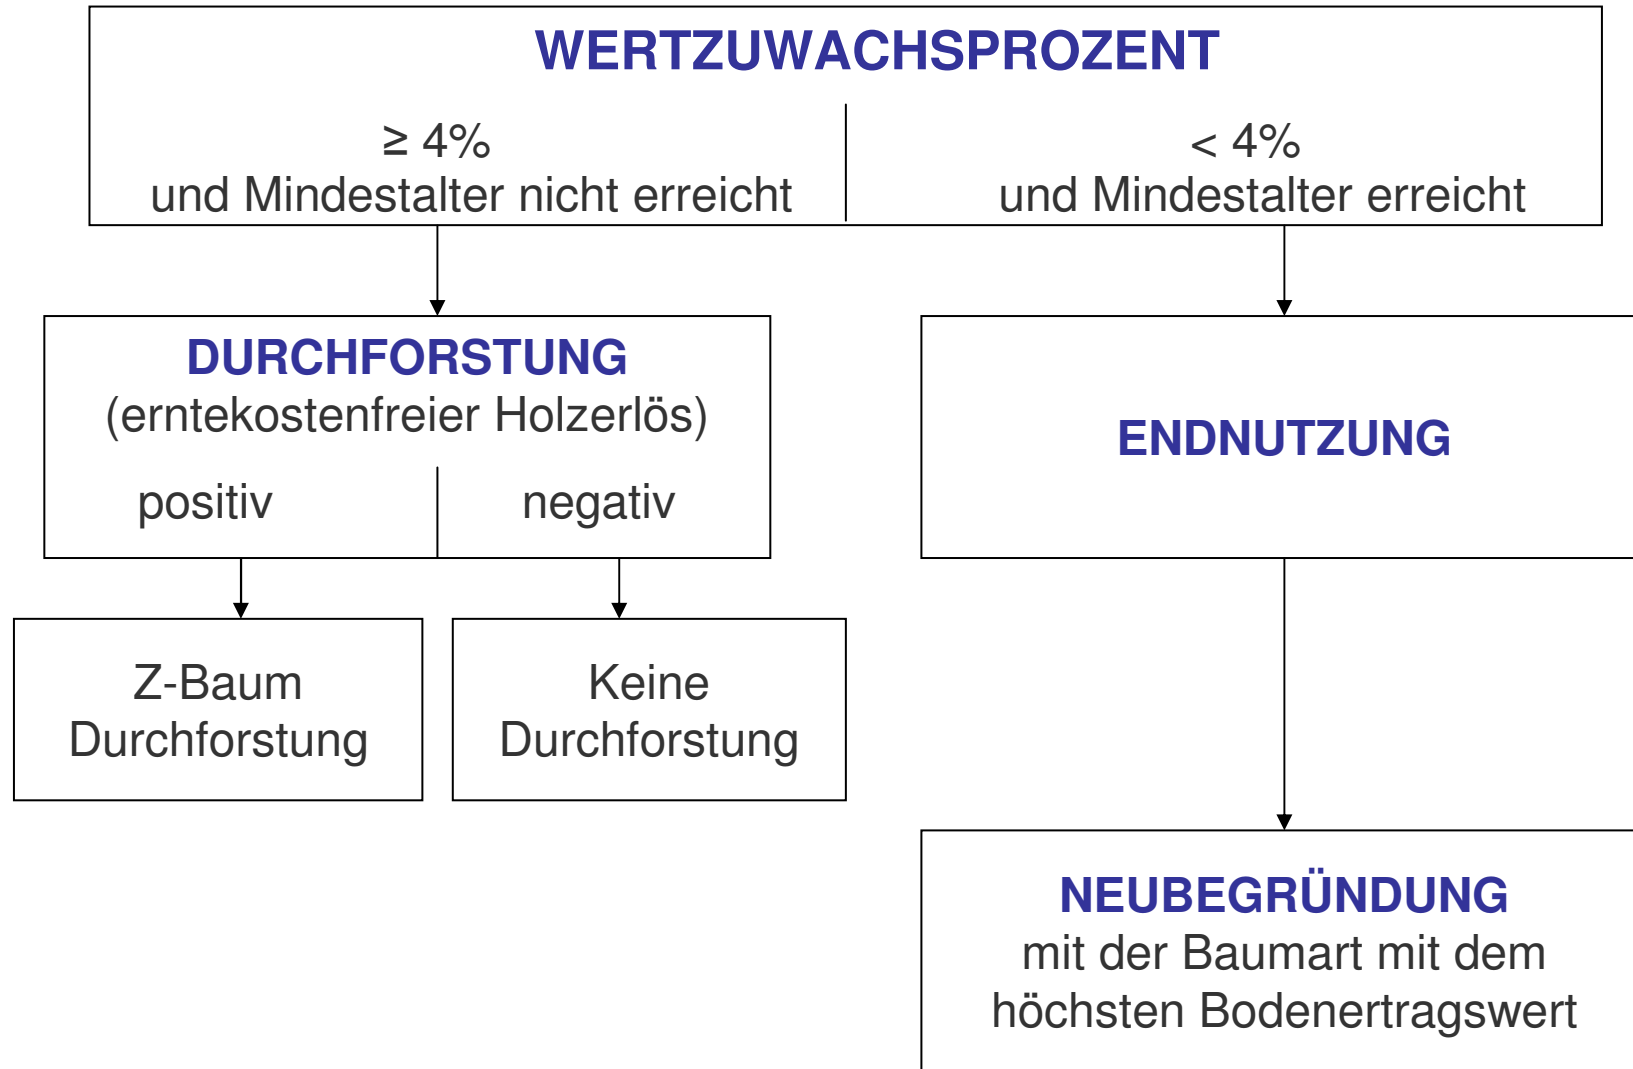 WERTZUWACHSPROZENT
≥ 4%
und Mindestalter nicht erreicht
< 4%
und Mindestalter erreicht
DURCHFORSTUNG
(erntekostenfreier Holzerlös)
positiv
negativ
ENDNUTZUNG
Z-Baum
Durchforstung
Keine
Durchforstung
NEUBEGRÜNDUNG
mit der Baumart mit dem
höchsten Bodenertragswert